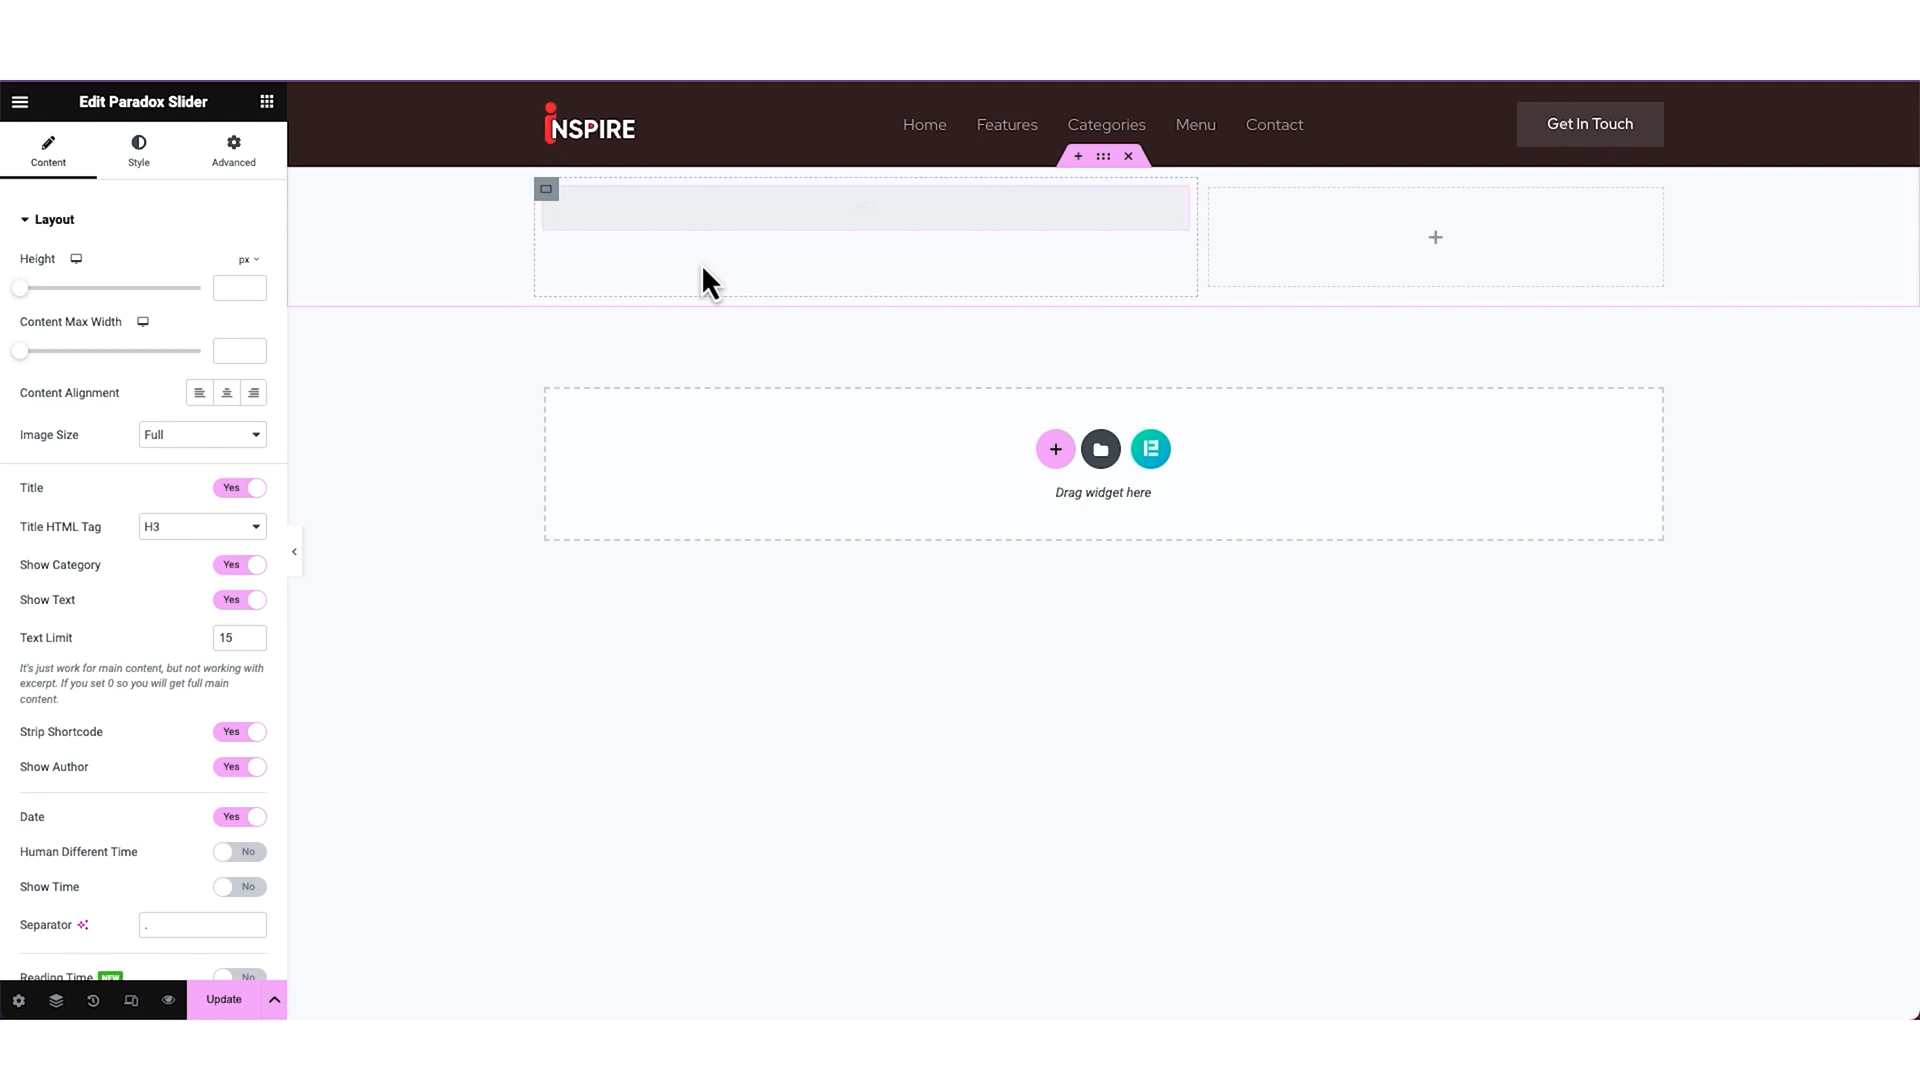 Edit Paradox Slider
Content
Style
Advanced
Layout
Height
px
Content Max Width
Content Alignment
Image Size
Full
Title
Yes
Title HTML Tag
H3
Show Category
Yes
Show Text
Yes
Text Limit
15
It's just work for main content, but not working with
excerpt. If you set 0 so you will get full main
content.
Strip Shortcode
Yes
Show Author
Yes
Date
Yes
Human Different Time
No
Show Time
No
Separator
.
Reading Time NEW
No
Update
iNSPIRE
Home
Features
Categories
Menu
Contact
Get In Touch
Drag widget here